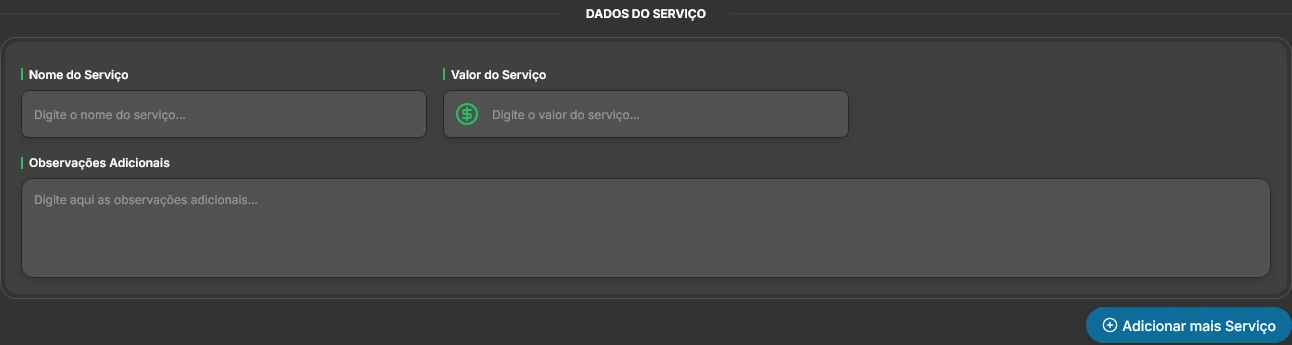 DADOS DO SERVIÇO
Nome do Serviço
Valor do Serviço
Digite o nome do serviço...
Digite o valor do serviço...
Observações Adicionais
Digite aqui as observações adicionais...
Adicionar mais Serviço